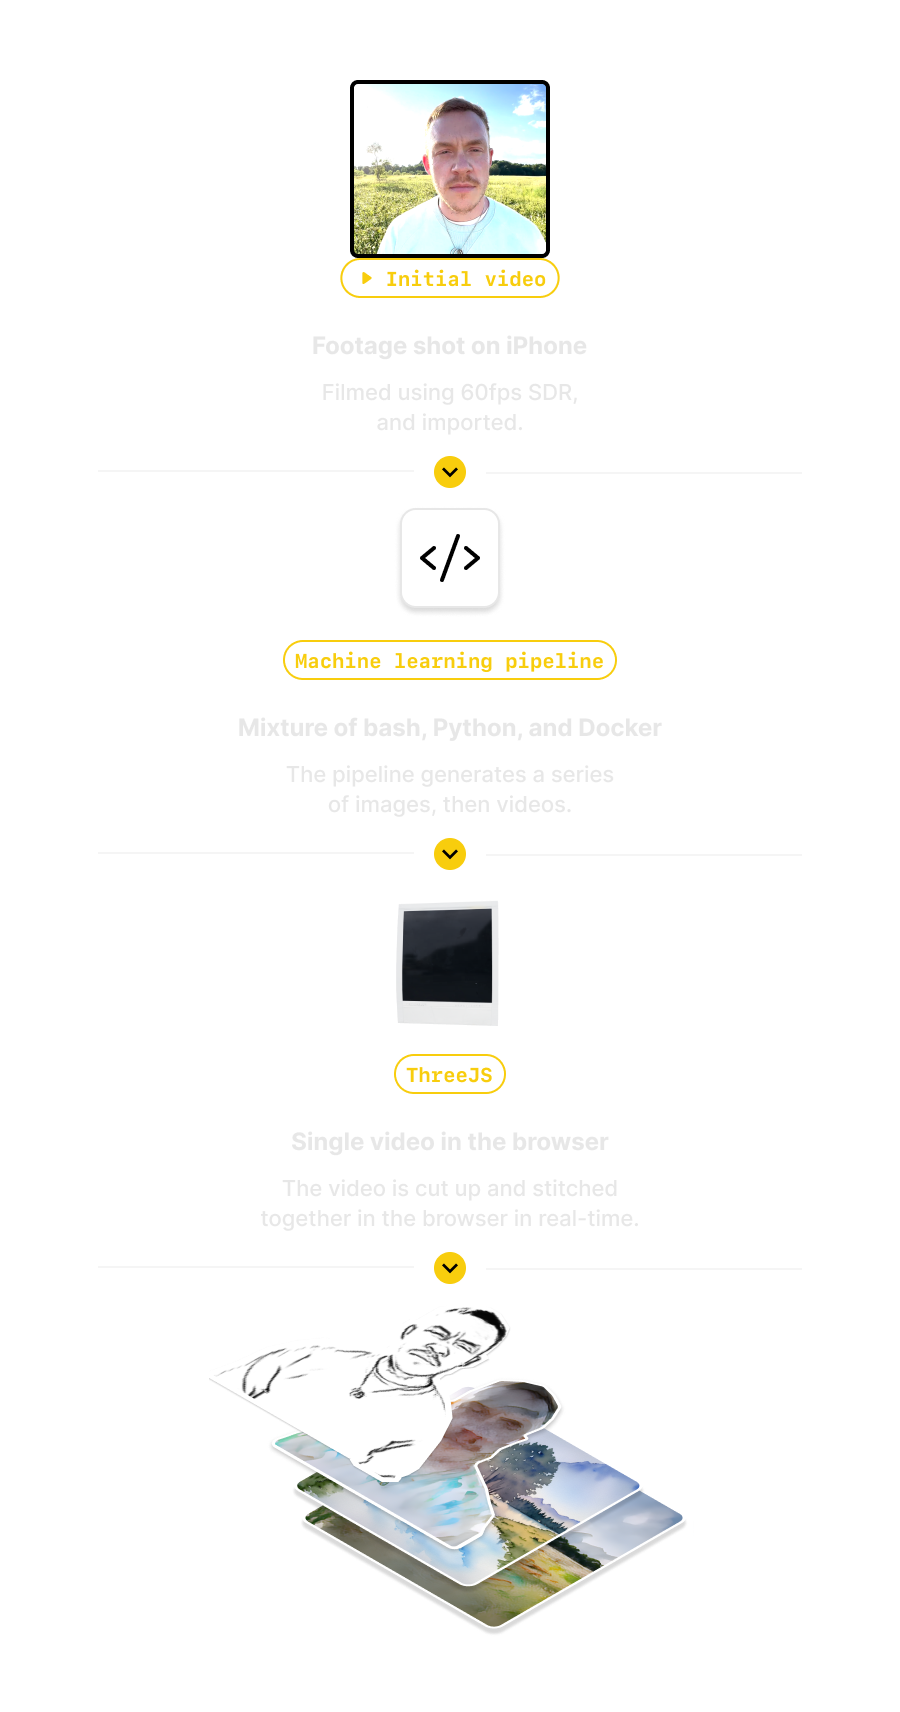 Initial video
Footage shot on iPhone
Filmed using 60fps SDR,
and imported.
</>
Machine learning pipeline
Mixture of bash, Python, and Docker
The pipeline generates a series
of images, then videos.
ThreeJS
Single video in the browser
The video is cut up and stitched
together in the browser in real-time.